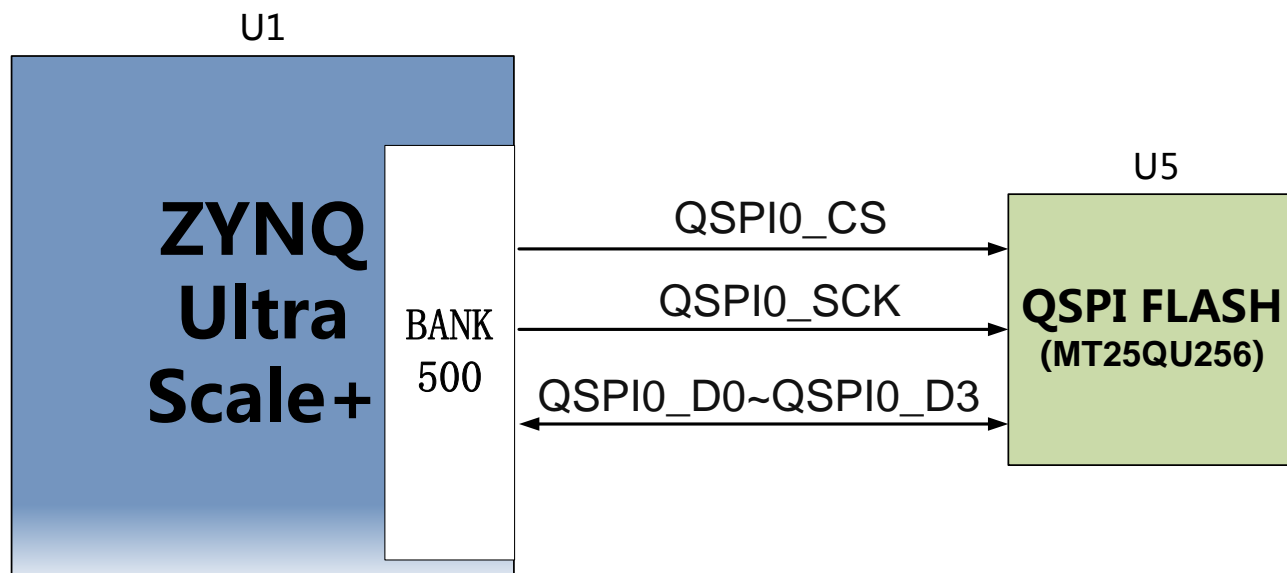 U1
ZYNQ
Ultra
Scale+
BANK
500
QSPI0_CS
QSPI0_SCK
QSPI0_D0~QSPI0_D3
U5
QSPI FLASH
(MT25QU256)